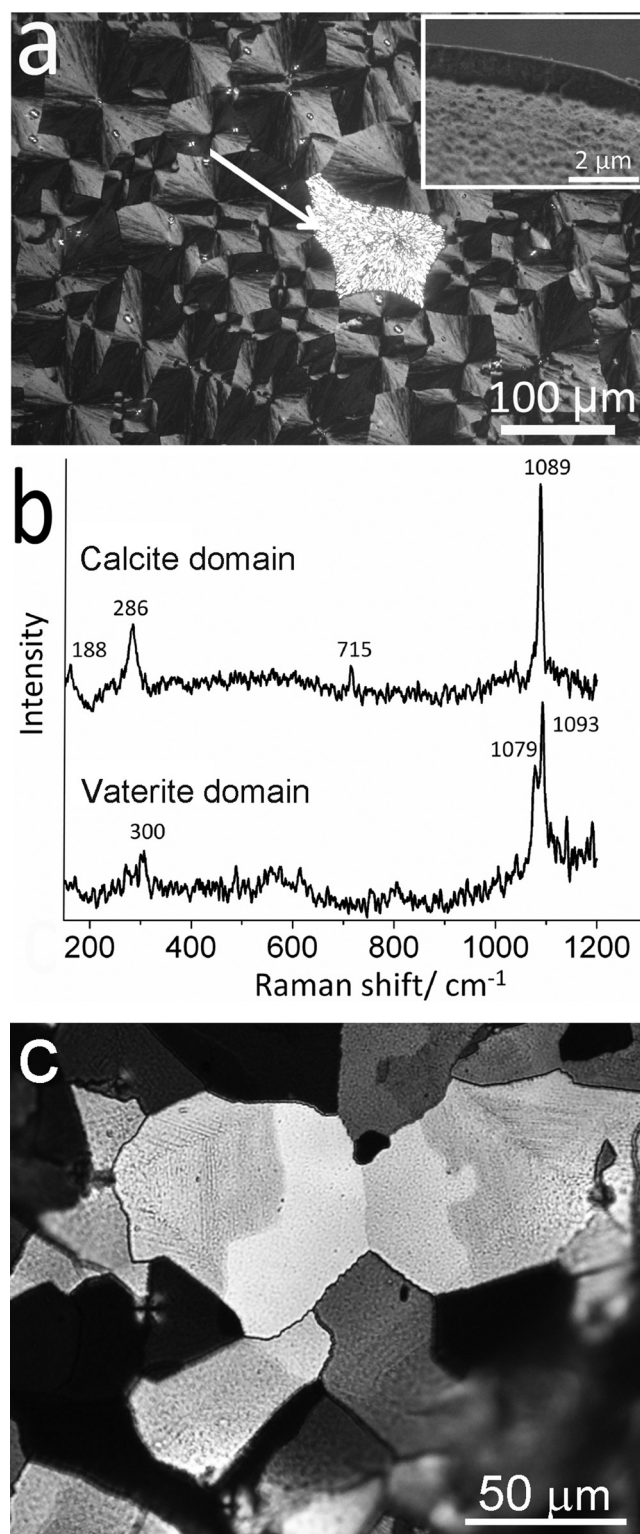 a
2 µm
100 µm
b
1089
Calcite domain
286
188
715
Intensity
1079
1093
Vaterite domain
300
200 400 600 800 1000 1200
Raman shift/ cm-1
c
50 µm